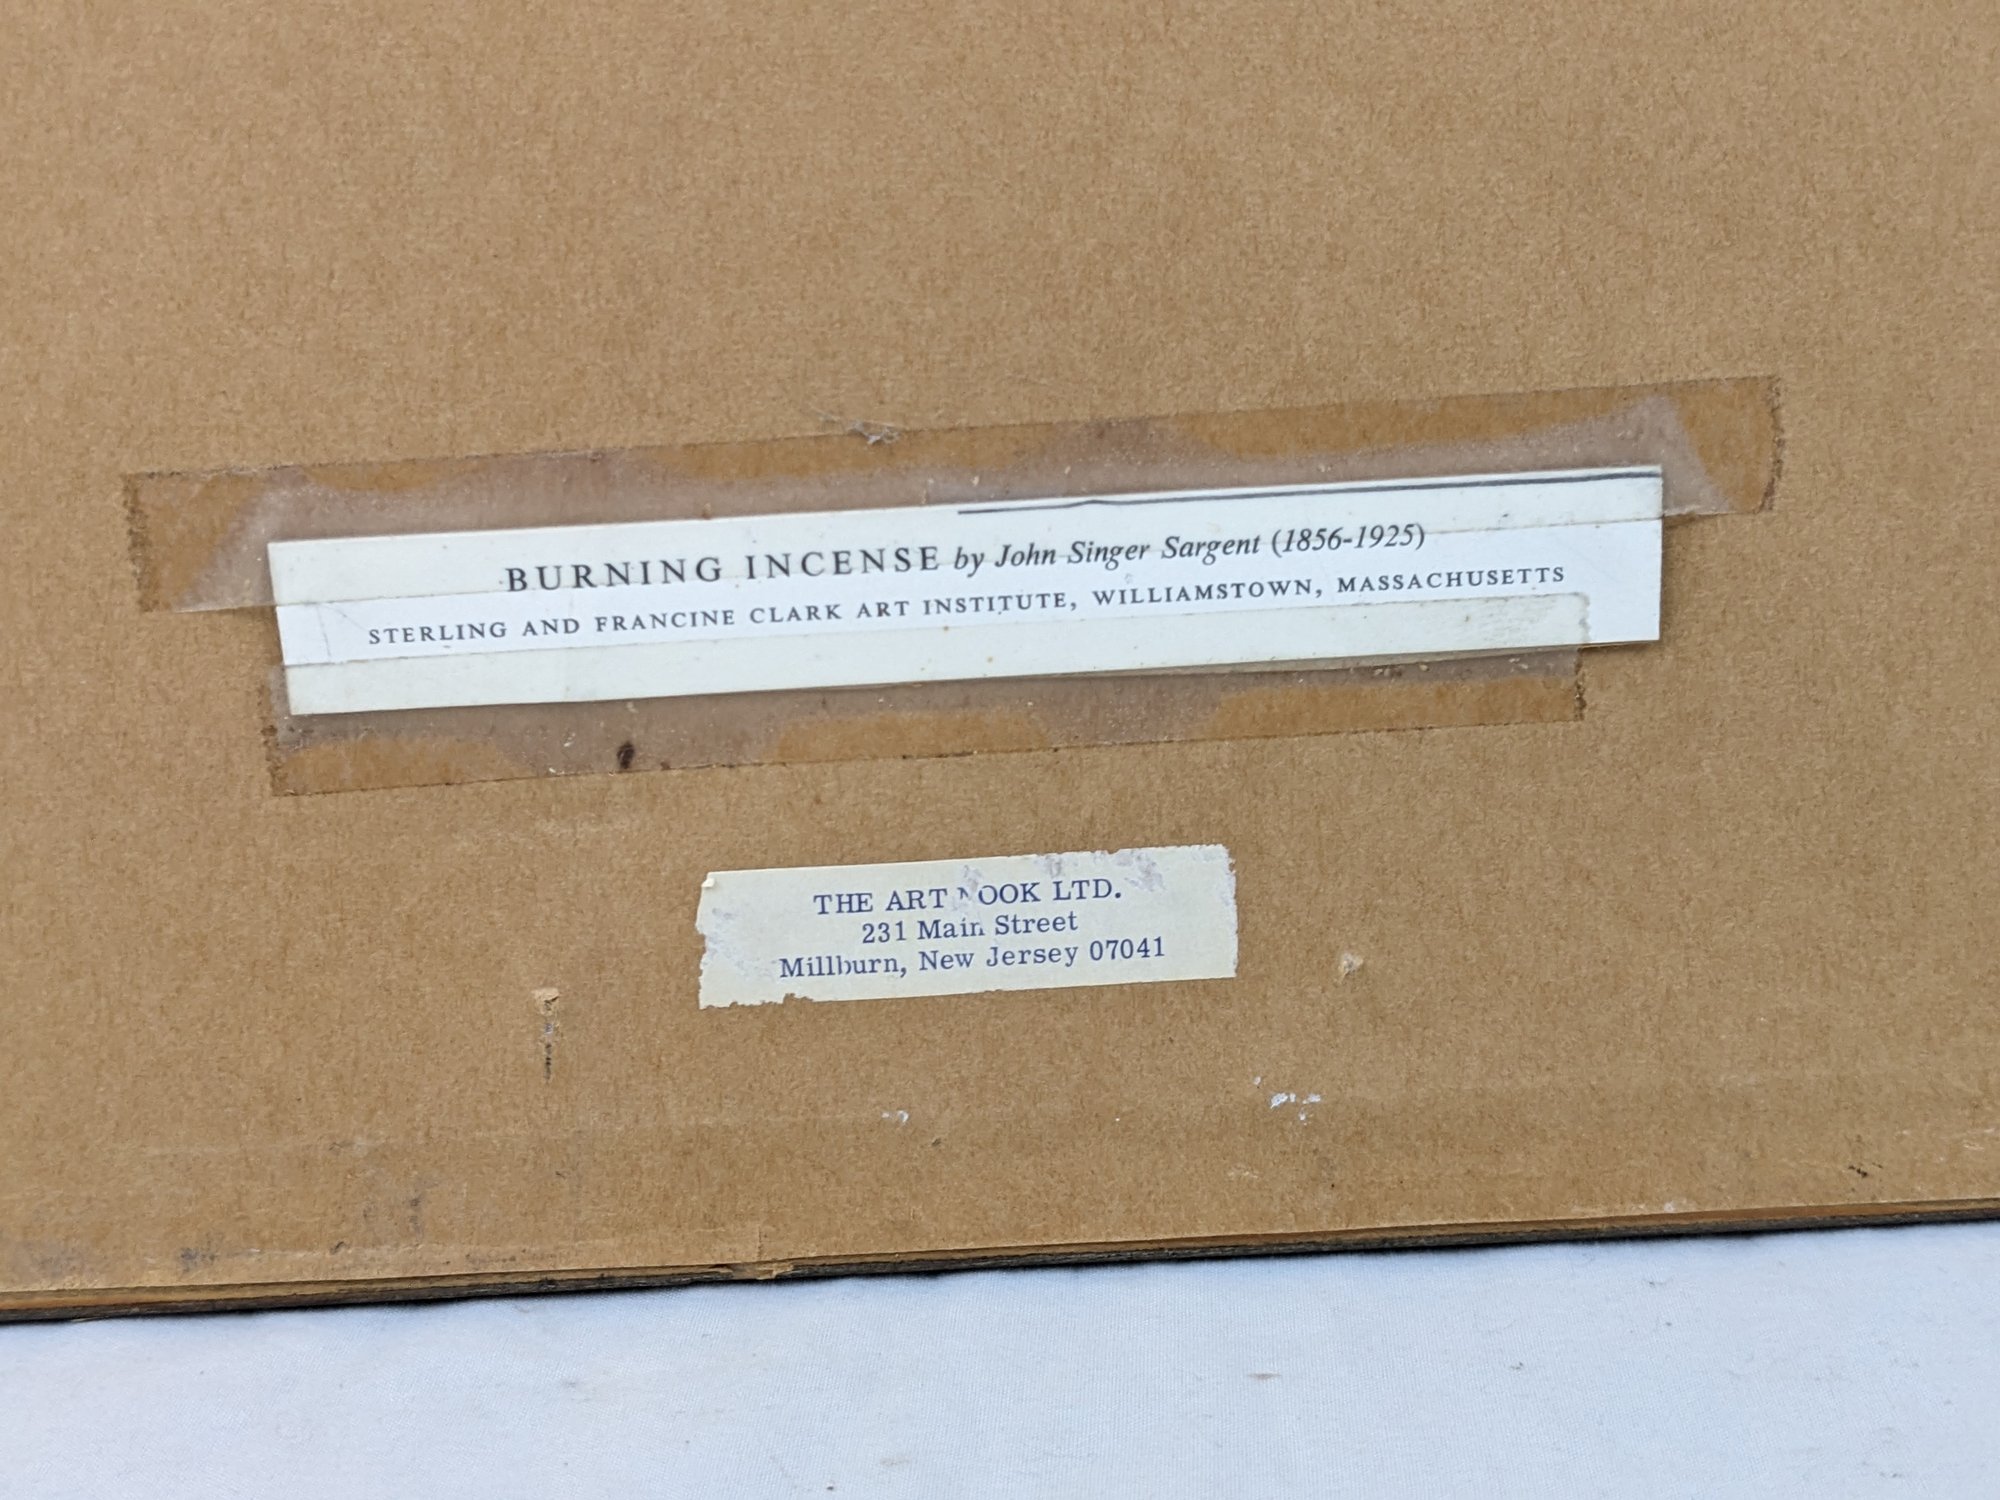 BURNING INCENSE by John Singer Sargent (1856-1925)
STERLING AND FRANCINE CLARK ART INSTITUTE, WILLIAMSTOWN, MASSACHUSETTS
THE ART NOOK LTD.
231 Main Street
Millburn, New Jersey 07041